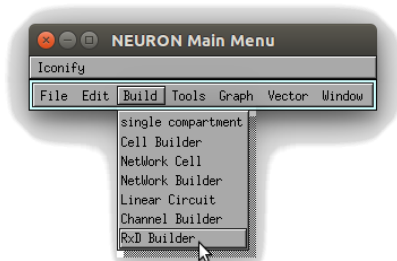 NEURON Main Menu
Iconify
File Edit Build Tools Graph Vector Window
single compartment
Cell Builder
NetWork Cell
NetWork Builder
Linear Circuit
Channel Builder
RxD Builder